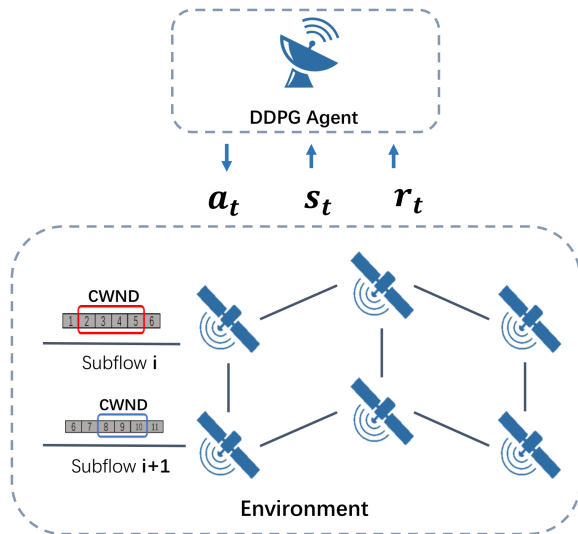 DDPG Agent
a_t s_t r_t
CWND
1 2 3 4 5 6
Subflow i
CWND
6 7 8 9 10 11
Subflow i+1
Environment